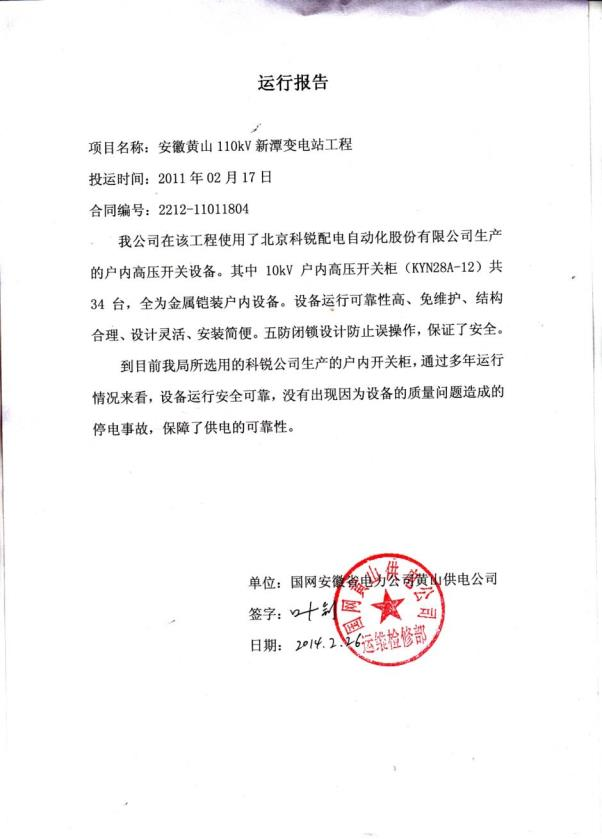 运行报告
项目名称：安徽黄山 110kV 新潭变电站工程
投运时间：2011 年 02 月 17 日
合同编号：2212-11011804
我公司在该工程使用了北京科锐配电自动化股份有限公司生产
的户内高压开关设备。其中 10kV 户内高压开关柜（KYN28A-12）共
34 台，全为金属铠装户内设备。设备运行可靠性高、免维护、结构
合理、设计灵活、安装简便。五防闭锁设计防止误操作，保证了安全。
到目前我局所选用的科锐公司生产的户内开关柜，通过多年运行
情况来看，设备运行安全可靠，没有出现因为设备的质量问题造成的
停电事故，保障了供电的可靠性。
单位：国网安徽省电力公司黄山供电公司
签字：叶剑
日期：2014.2.26
国网黄山供电公司
运维检修部